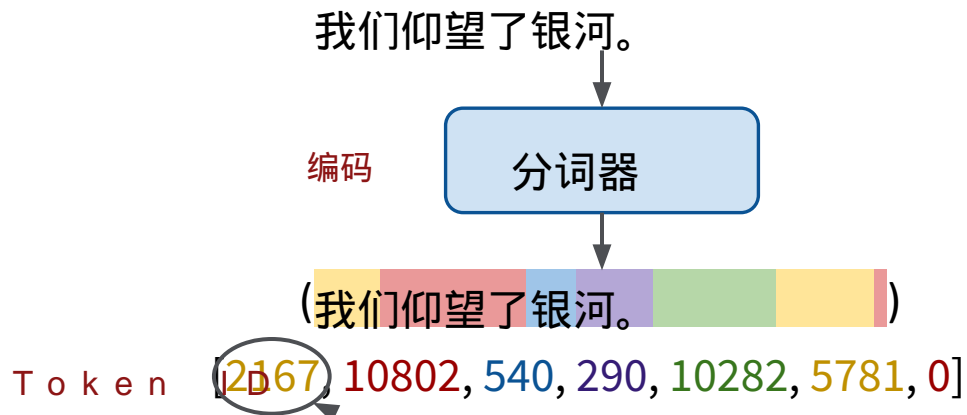 我们仰望了银河。
编码
分词器
(我们仰望了银河。)
Token ID [2167, 10802, 540, 290, 10282, 5781, 0]